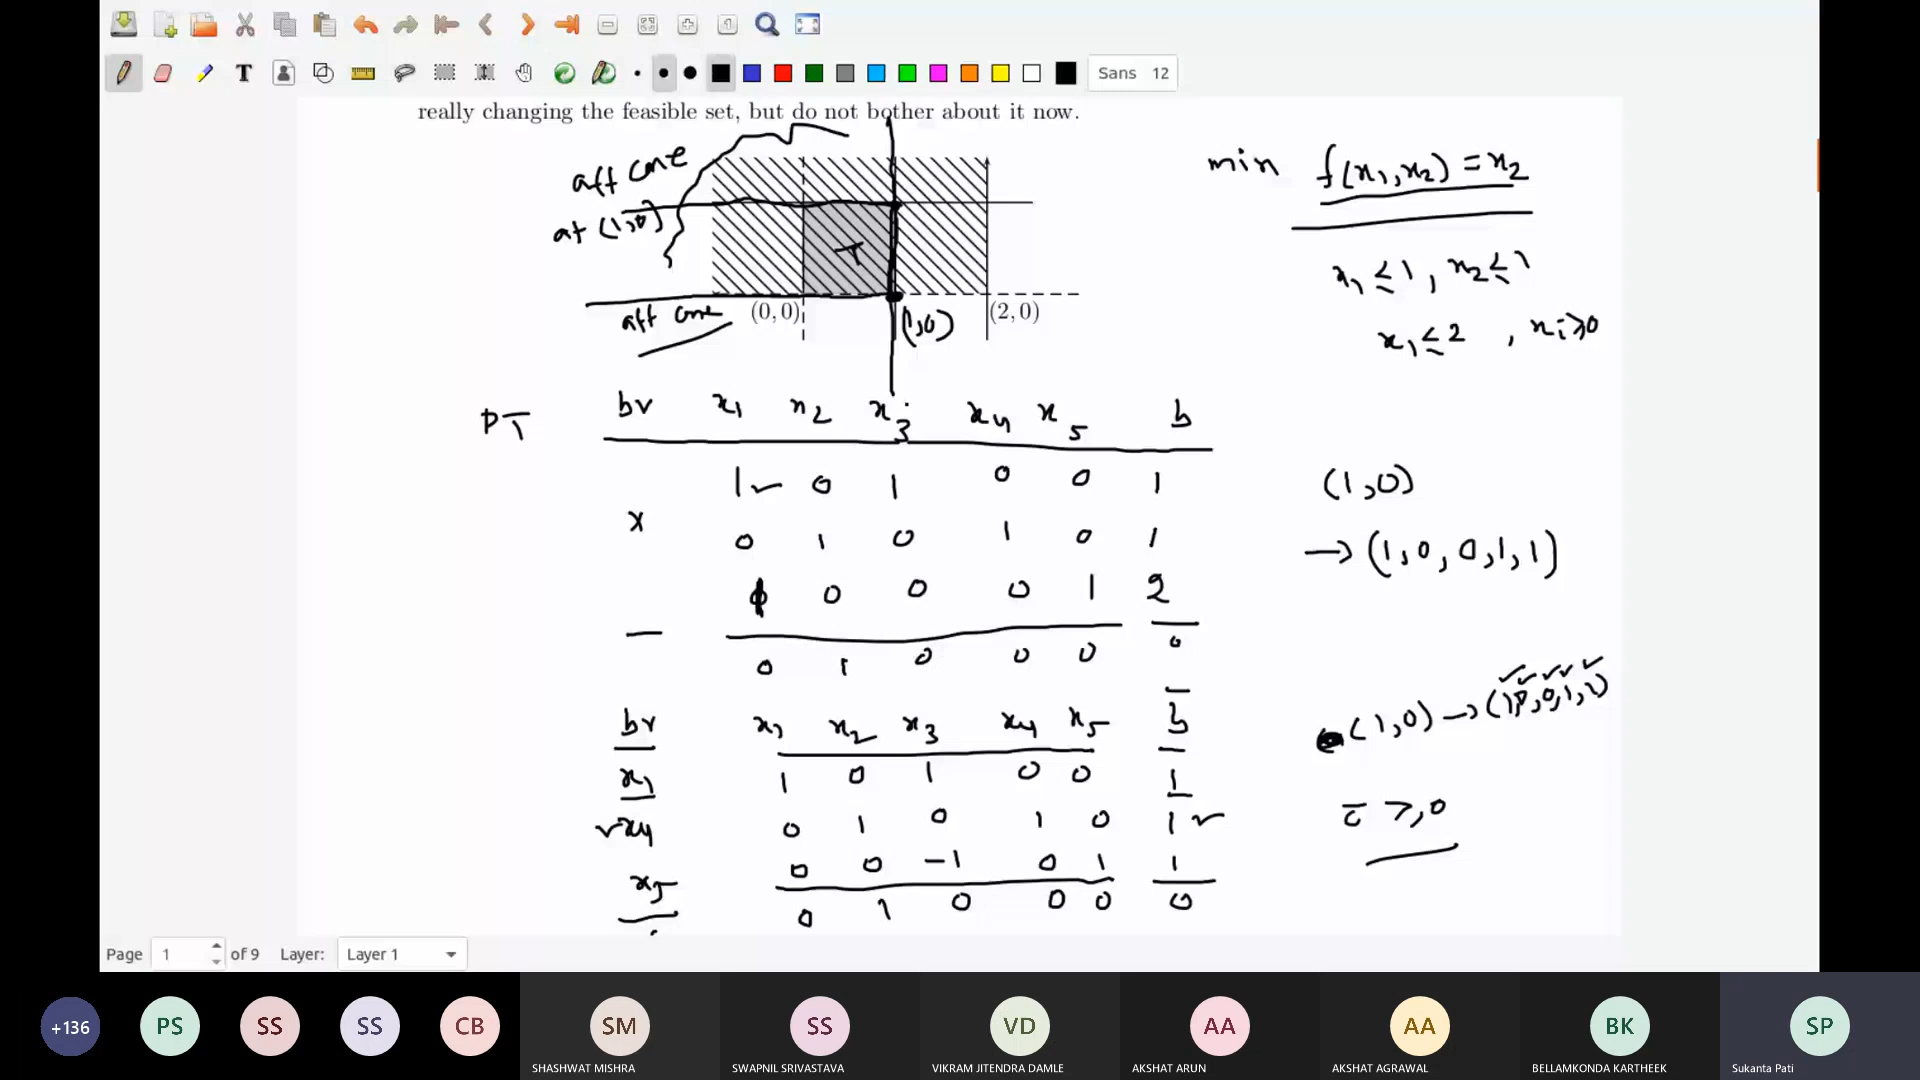 Sans 12
really changing the feasible set, but do not bother about it now.
aff cone
at (1,0)
T
aff cone
(0,0)
(1,0)
(2,0)
min f(x1,x2) = x2
x1 ≤ 1, x2 ≤ 1
x1 ≤ 2, xi ≥ 0
PT
bv x1 x2 x3 x4 x5 b
1 0 1 0 0 1
x
0 1 0 1 0 1
1 0 0 0 1 2
0 1 0 0 0 0
(1,0)
→ (1,0,0,1,1)
bv x1 x2 x3 x4 x5 b
x1 1 0 1 0 0 1
x4 0 1 0 1 0 1
x5 0 0 -1 0 1 1
0 1 0 0 0 0
(1,0) → (1,0,0,1,2)
c̄ ≥ 0
Page 1 of 9 Layer: Layer 1
+136 PS SS SS CB SM SS VD AA AA BK SP
SHASHWAT MISHRA SWAPNIL SRIVASTAVA VIKRAM JITENDRA DAMLE AKSHAT ARUN AKSHAT AGRAWAL BELLAMKONDA KARTHEEK Sukanta Pati